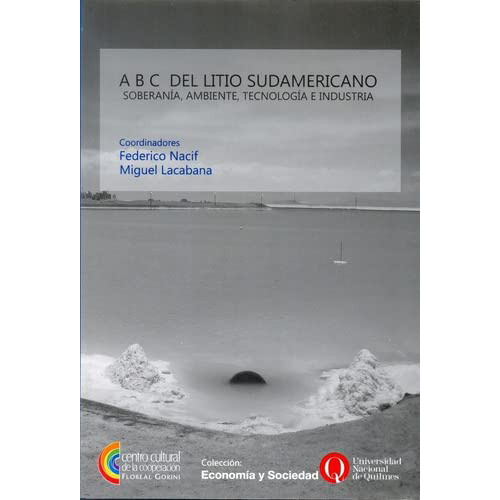 A B C DEL LITIO SUDAMERICANO
SOBERANÍA, AMBIENTE, TECNOLOGÍA E INDUSTRIA
Coordinadores
Federico Nacif
Miguel Lacabana
centro cultural
de la cooperación
FLOREAL GORINI
Colección:
Economía y Sociedad
Q
Universidad
Nacional
de Quilmes